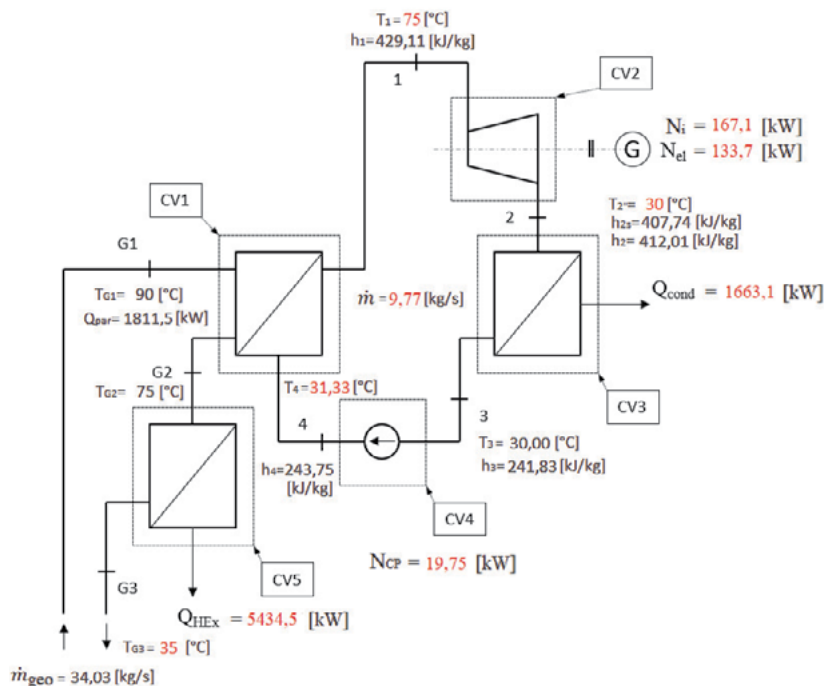 T₁= 75 [°C]
h₁=429,11[kJ/kg]
1
CV2
Nᵢ = 167,1 [kW]
Nₑₗ = 133,7 [kW]
G
CV1
2
T₂= 30 [°C]
h₂ₛ=407,74 [kJ/kg]
h₂= 412,01[kJ/kg]
G1
T_G1= 90 [°C]
Q_par= 1811,5[kW]
ṁ = 9,77 [kg/s]
Q_cond = 1663,1 [kW]
G2
T_G2= 75 [°C]
T₄=31,33 [°C]
3
CV3
4
T₃= 30,00 [°C]
h₃=241,83[kJ/kg]
h₄=243,75
[kJ/kg]
CV4
N_CP = 19,75 [kW]
G3
CV5
Q_HEx = 5434,5 [kW]
T_G3= 35 [°C]
ṁ_geo = 34,03 [kg/s]